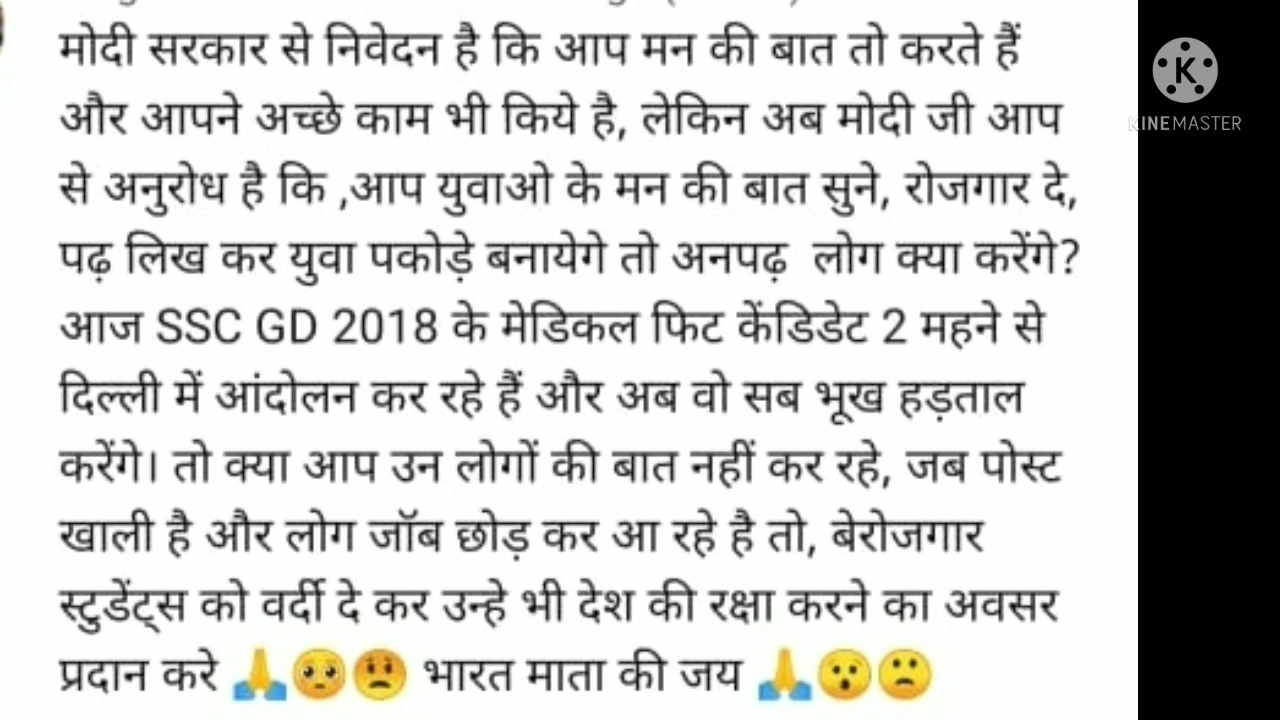 मोदी सरकार से निवेदन है कि आप मन की बात तो करते हैं
और आपने अच्छे काम भी किये है, लेकिन अब मोदी जी आप
से अनुरोध है कि ,आप युवाओ के मन की बात सुने, रोजगार दे,
पढ़ लिख कर युवा पकोड़े बनायेगे तो अनपढ़ लोग क्या करेंगे?
आज SSC GD 2018 के मेडिकल फिट केंडिडेट 2 महने से
दिल्ली में आंदोलन कर रहे हैं और अब वो सब भूख हड़ताल
करेंगे। तो क्या आप उन लोगों की बात नहीं कर रहे, जब पोस्ट
खाली है और लोग जॉब छोड़ कर आ रहे है तो, बेरोजगार
स्टुडेंट्स को वर्दी दे कर उन्हे भी देश की रक्षा करने का अवसर
प्रदान करे 🙏🥺😟 भारत माता की जय 🙏😯🙁
K
KINEMASTER